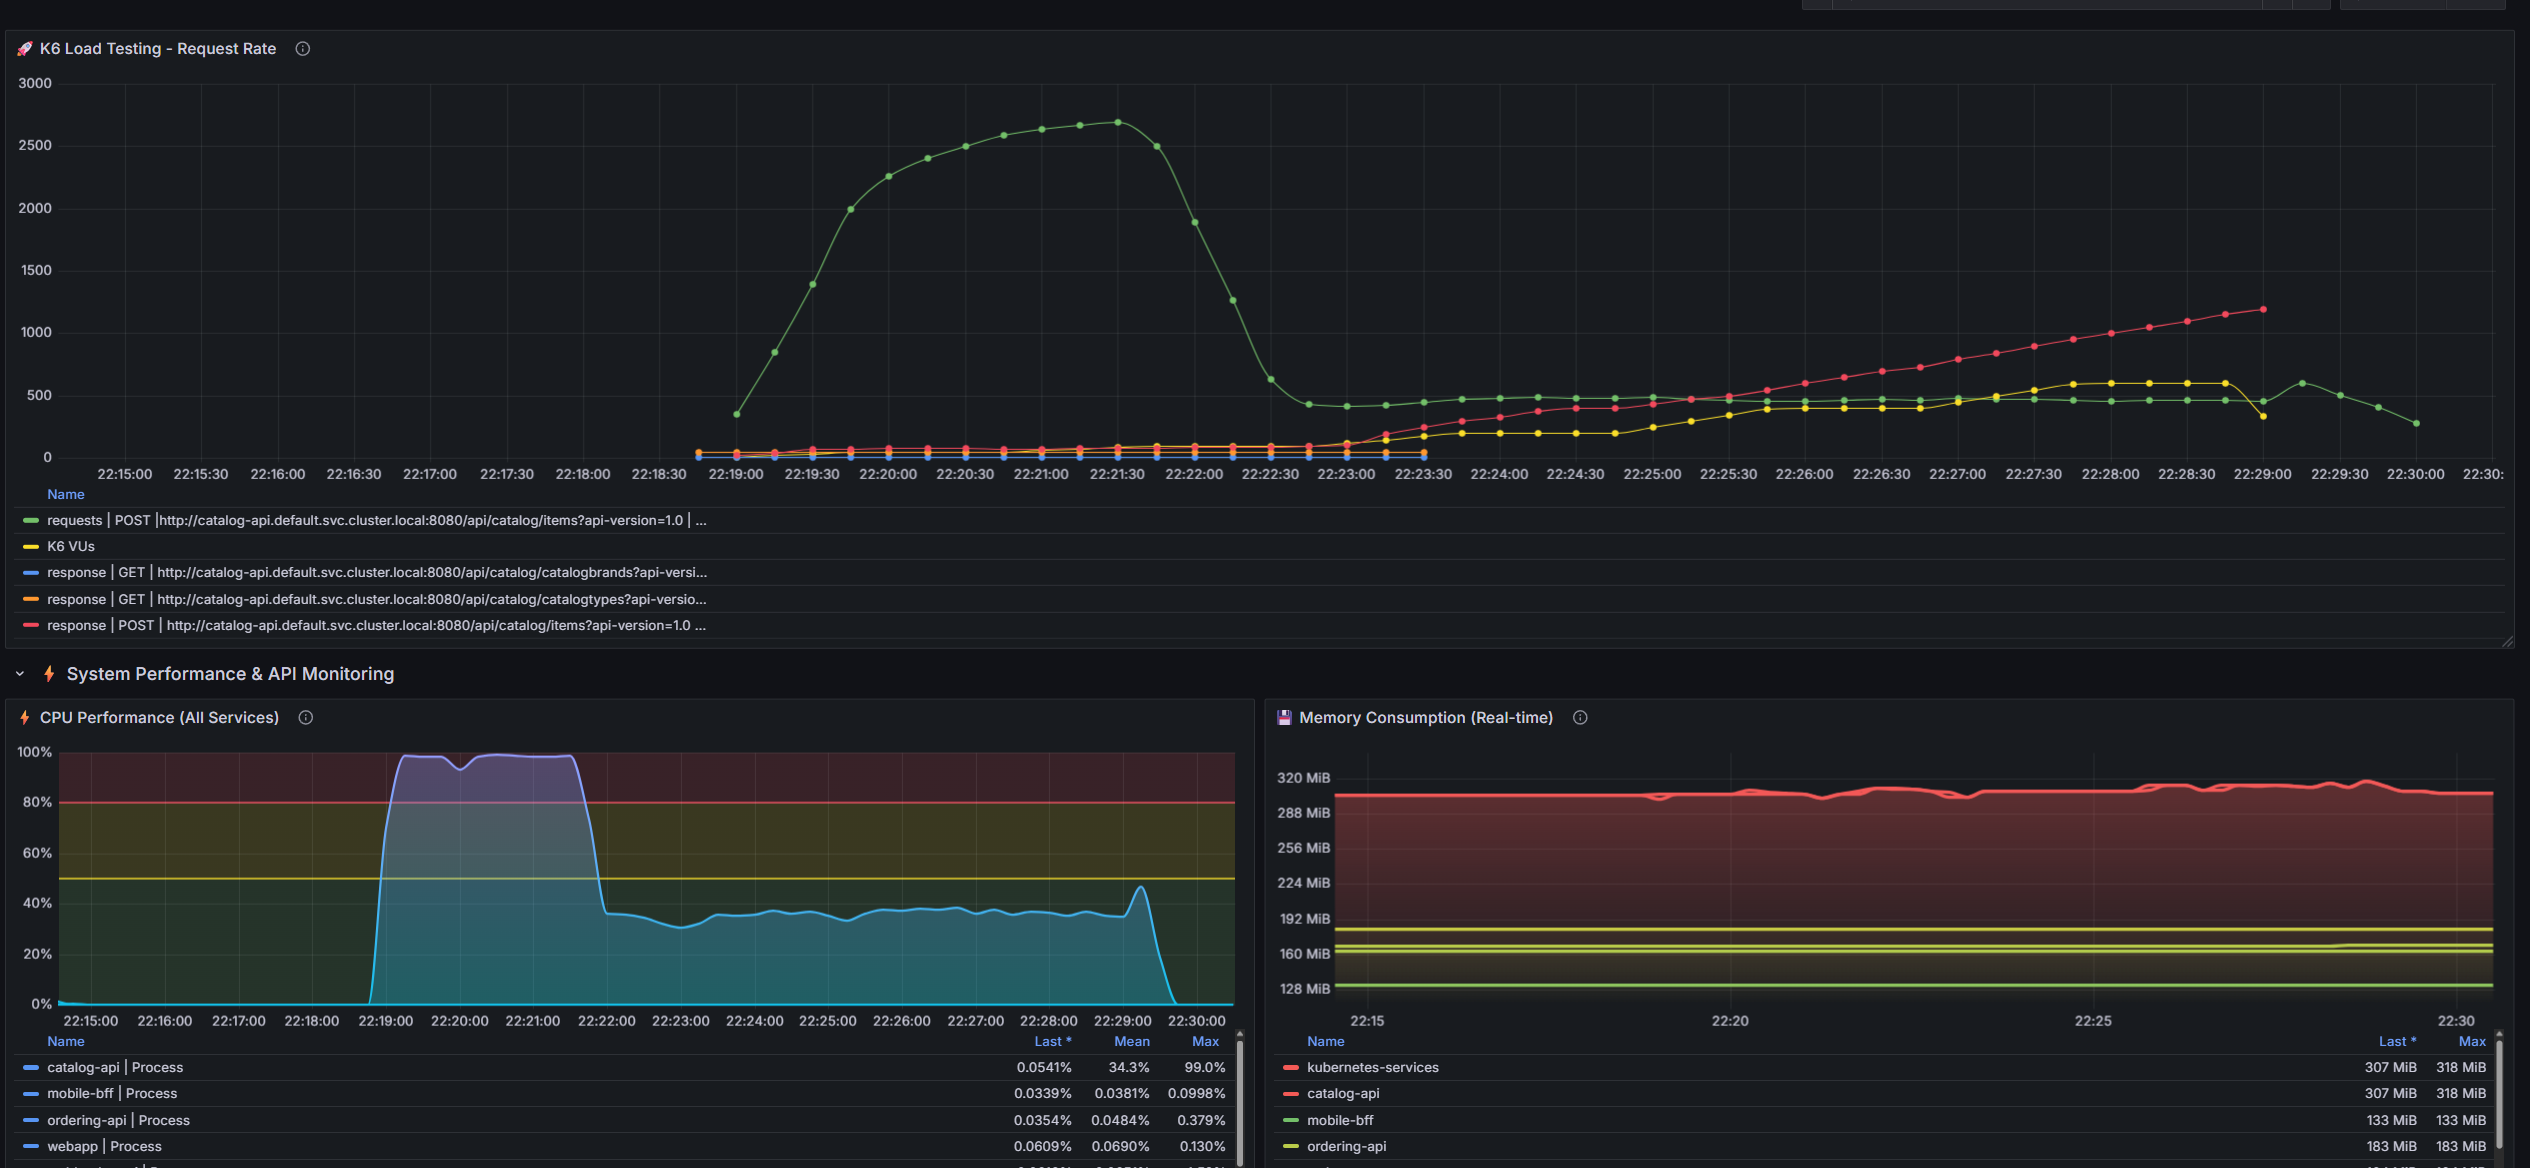 K6 Load Testing - Request Rate
3000
2500
2000
1500
1000
500
0
22:15:00 22:15:30 22:16:00 22:16:30 22:17:00 22:17:30 22:18:00 22:18:30 22:19:00 22:19:30 22:20:00 22:20:30 22:21:00 22:21:30 22:22:00 22:22:30 22:23:00 22:23:30 22:24:00 22:24:30 22:25:00 22:25:30 22:26:00 22:26:30 22:27:00 22:27:30 22:28:00 22:28:30 22:29:00 22:29:30 22:30:00 22:30:
Name
requests | POST |http://catalog-api.default.svc.cluster.local:8080/api/catalog/items?api-version=1.0 | ...
K6 VUs
response | GET | http://catalog-api.default.svc.cluster.local:8080/api/catalog/catalogbrands?api-versi...
response | GET | http://catalog-api.default.svc.cluster.local:8080/api/catalog/catalogtypes?api-versio...
response | POST | http://catalog-api.default.svc.cluster.local:8080/api/catalog/items?api-version=1.0 ...
System Performance & API Monitoring
CPU Performance (All Services)
100%
80%
60%
40%
20%
0%
22:15:00 22:16:00 22:17:00 22:18:00 22:19:00 22:20:00 22:21:00 22:22:00 22:23:00 22:24:00 22:25:00 22:26:00 22:27:00 22:28:00 22:29:00 22:30:00
Name Last * Mean Max
catalog-api | Process 0.0541% 34.3% 99.0%
mobile-bff | Process 0.0339% 0.0381% 0.0998%
ordering-api | Process 0.0354% 0.0484% 0.379%
webapp | Process 0.0609% 0.0690% 0.130%
Memory Consumption (Real-time)
320 MiB
288 MiB
256 MiB
224 MiB
192 MiB
160 MiB
128 MiB
22:15 22:20 22:25 22:30
Name Last * Max
kubernetes-services 307 MiB 318 MiB
catalog-api 307 MiB 318 MiB
mobile-bff 133 MiB 133 MiB
ordering-api 183 MiB 183 MiB